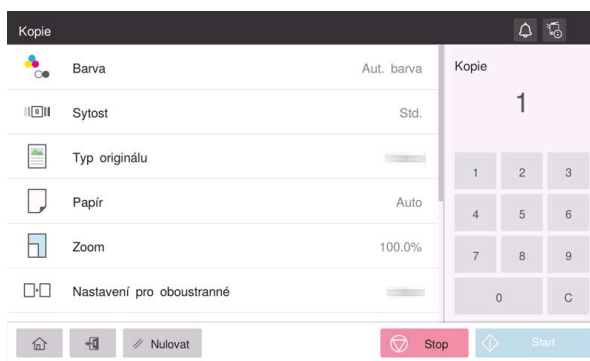 Kopie
Barva
Aut. barva
Kopie
1
Sytost
0
Std.
Typ originálu
1 2 3
Papír
Auto
4 5 6
Zoom
100.0%
7 8 9
Nastavení pro oboustranné
0 C
Nulovat
Stop
Start